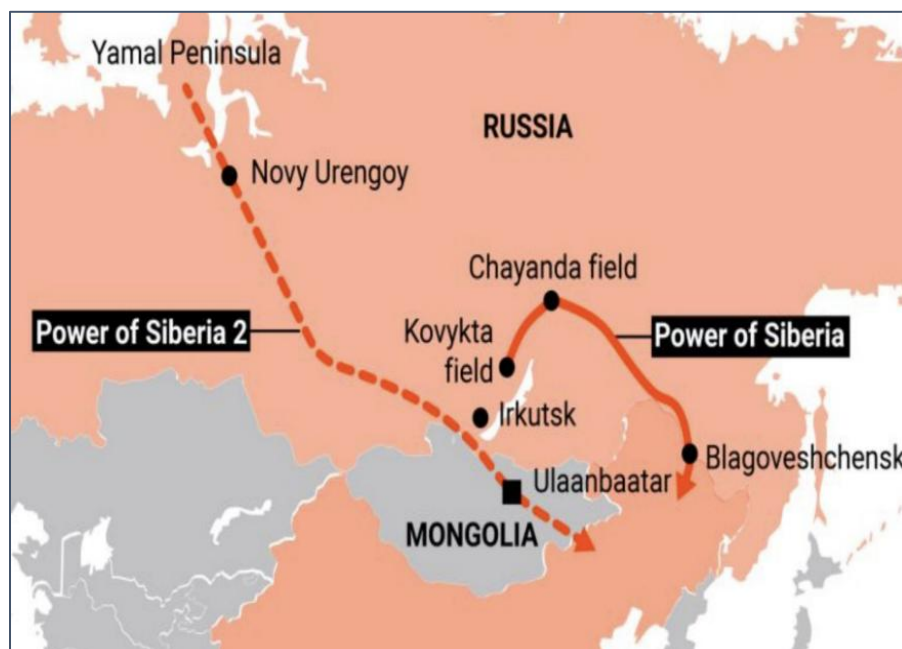 Yamal Peninsula
RUSSIA
Novy Urengoy
Chayanda field
Power of Siberia 2
Kovykta
field
Power of Siberia
Irkutsk
Blagoveshchensk
Ulaanbaatar
MONGOLIA